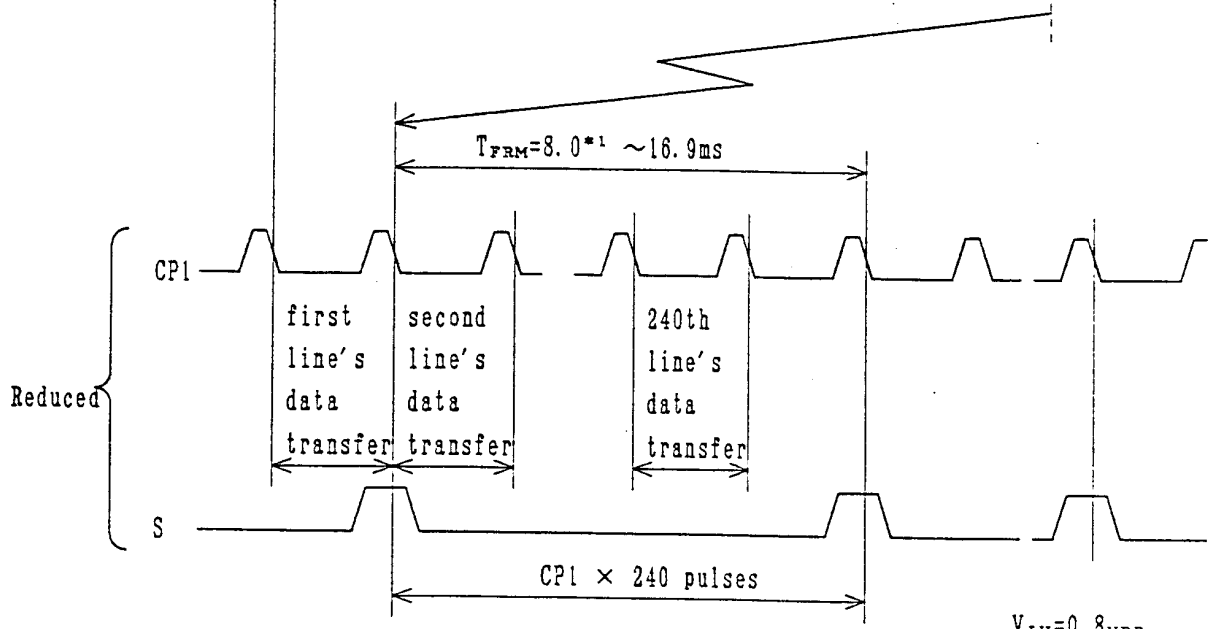 T_FRM=8.0*1 ~16.9ms
CP1
first
line's
data
transfer
second
line's
data
transfer
240th
line's
data
transfer
Reduced
S
CP1 × 240 pulses